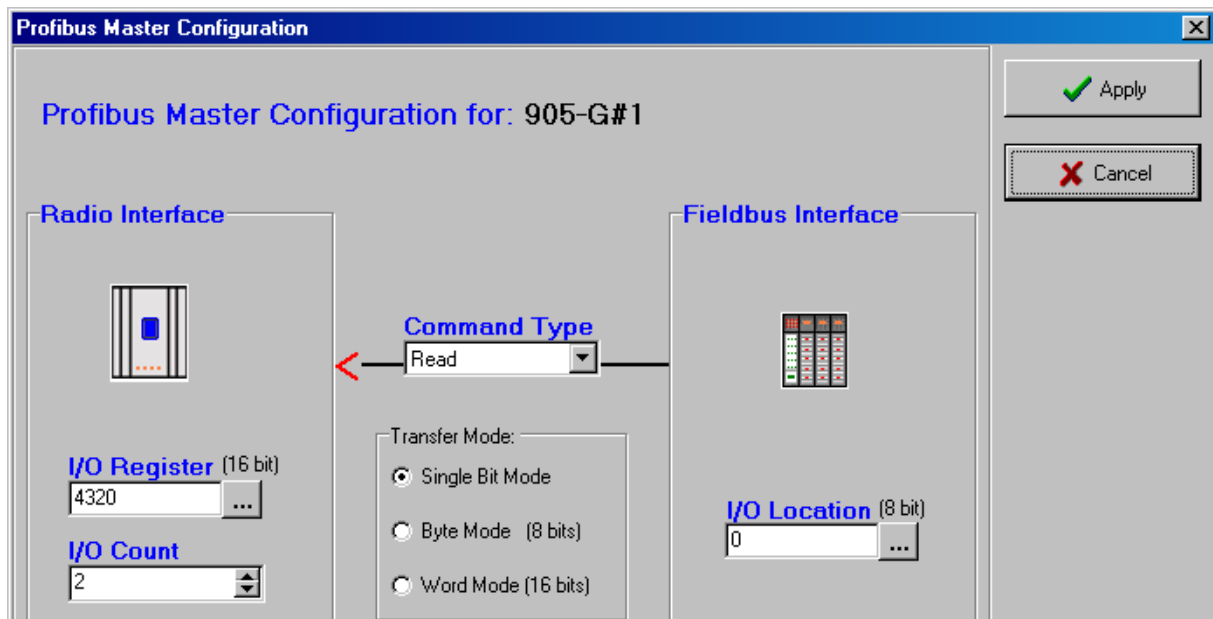 Profibus Master Configuration
Profibus Master Configuration for: 905-G#1
Apply
Cancel
Radio Interface
Fieldbus Interface
Command Type
Read
Transfer Mode:
Single Bit Mode
Byte Mode (8 bits)
Word Mode (16 bits)
I/O Register (16 bit)
4320
...
I/O Count
2
I/O Location (8 bit)
0
...